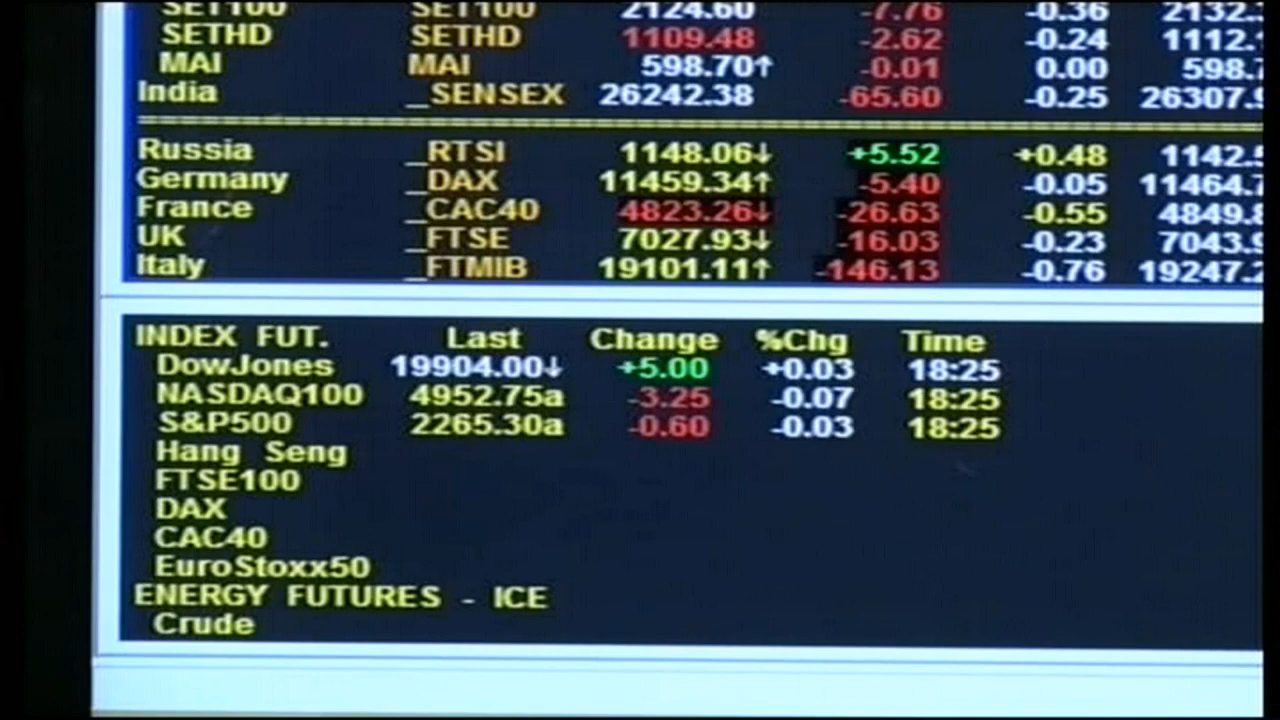 SET100 SET100 2124.60 -7.76 -0.36 2132.
SETHD SETHD 1109.48 -2.62 -0.24 1112.
MAI MAI 598.70↑ -0.01 0.00 598.
India _SENSEX 26242.38 -65.60 -0.25 26307.
Russia _RTSI 1148.06↓ +5.52 +0.48 1142.
Germany _DAX 11459.34↑ -5.40 -0.05 11464.
France _CAC40 4823.26↓ -26.63 -0.55 4849.
UK _FTSE 7027.93↓ -16.03 -0.23 7043.
Italy _FTMIB 19101.11↑ -146.13 -0.76 19247.
INDEX FUT. Last Change %Chg Time
DowJones 19904.00↓ +5.00 +0.03 18:25
NASDAQ100 4952.75a -3.25 -0.07 18:25
S&P500 2265.30a -0.60 -0.03 18:25
Hang Seng
FTSE100
DAX
CAC40
EuroStoxx50
ENERGY FUTURES - ICE
Crude